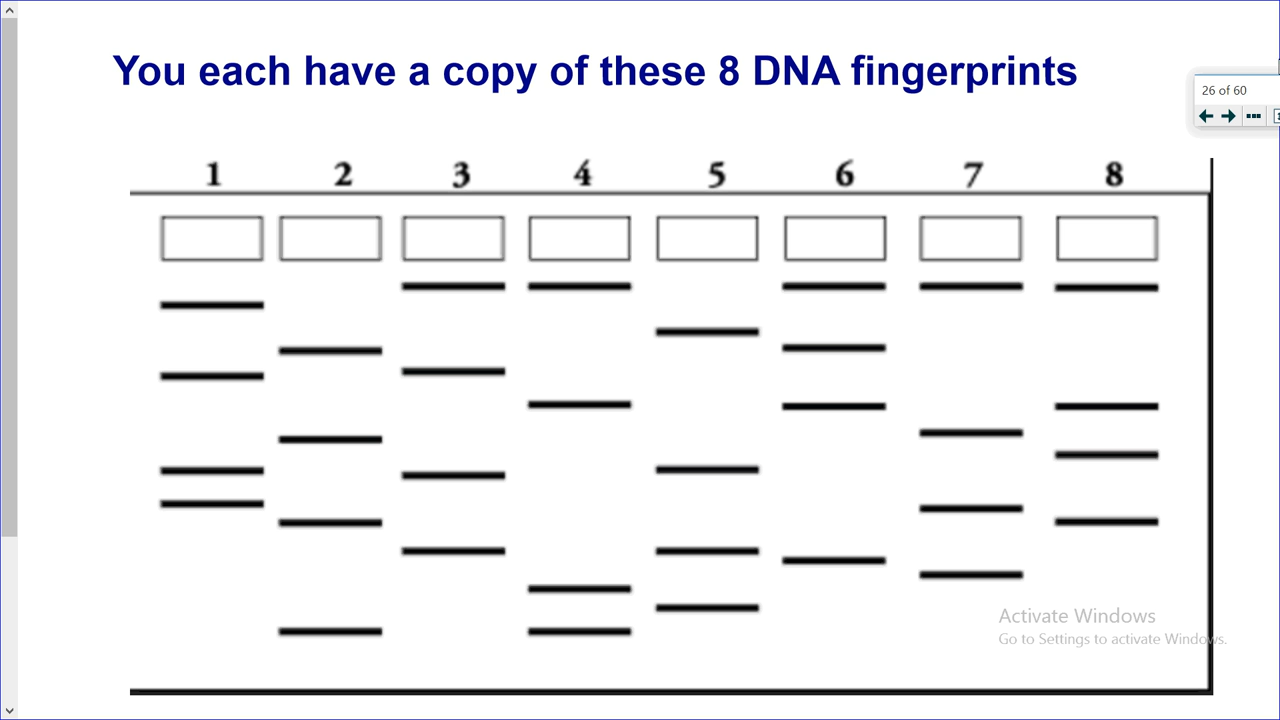 You each have a copy of these 8 DNA fingerprints
26 of 60
1 2 3 4 5 6 7 8
Activate Windows
Go to Settings to activate Windows.